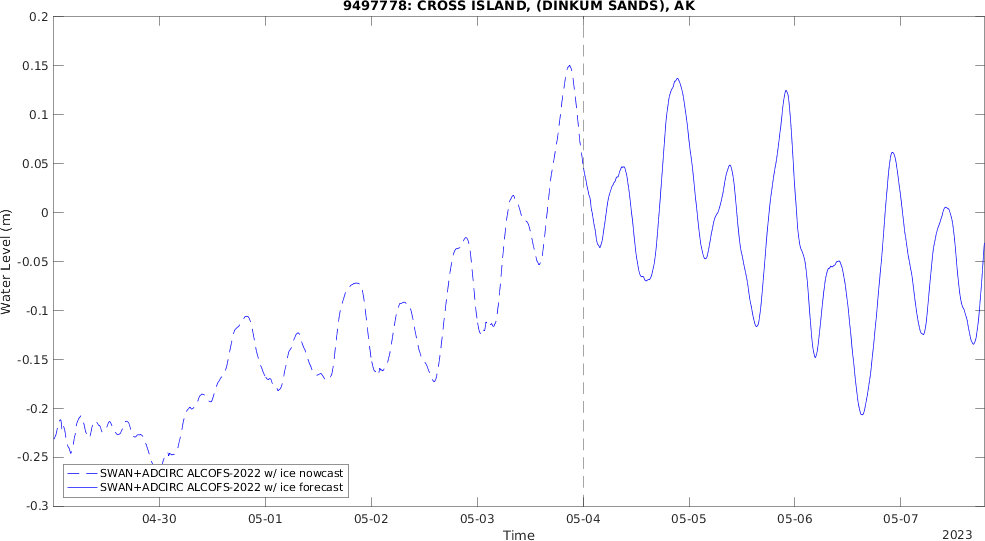 9497778: CROSS ISLAND, (DINKUM SANDS), AK
0.2
0.15
0.1
0.05
0
-0.05
-0.1
-0.15
-0.2
-0.25
-0.3
Water Level (m)
SWAN+ADCIRC ALCOFS-2022 w/ ice nowcast
SWAN+ADCIRC ALCOFS-2022 w/ ice forecast
04-30 05-01 05-02 05-03 05-04 05-05 05-06 05-07
Time
2023